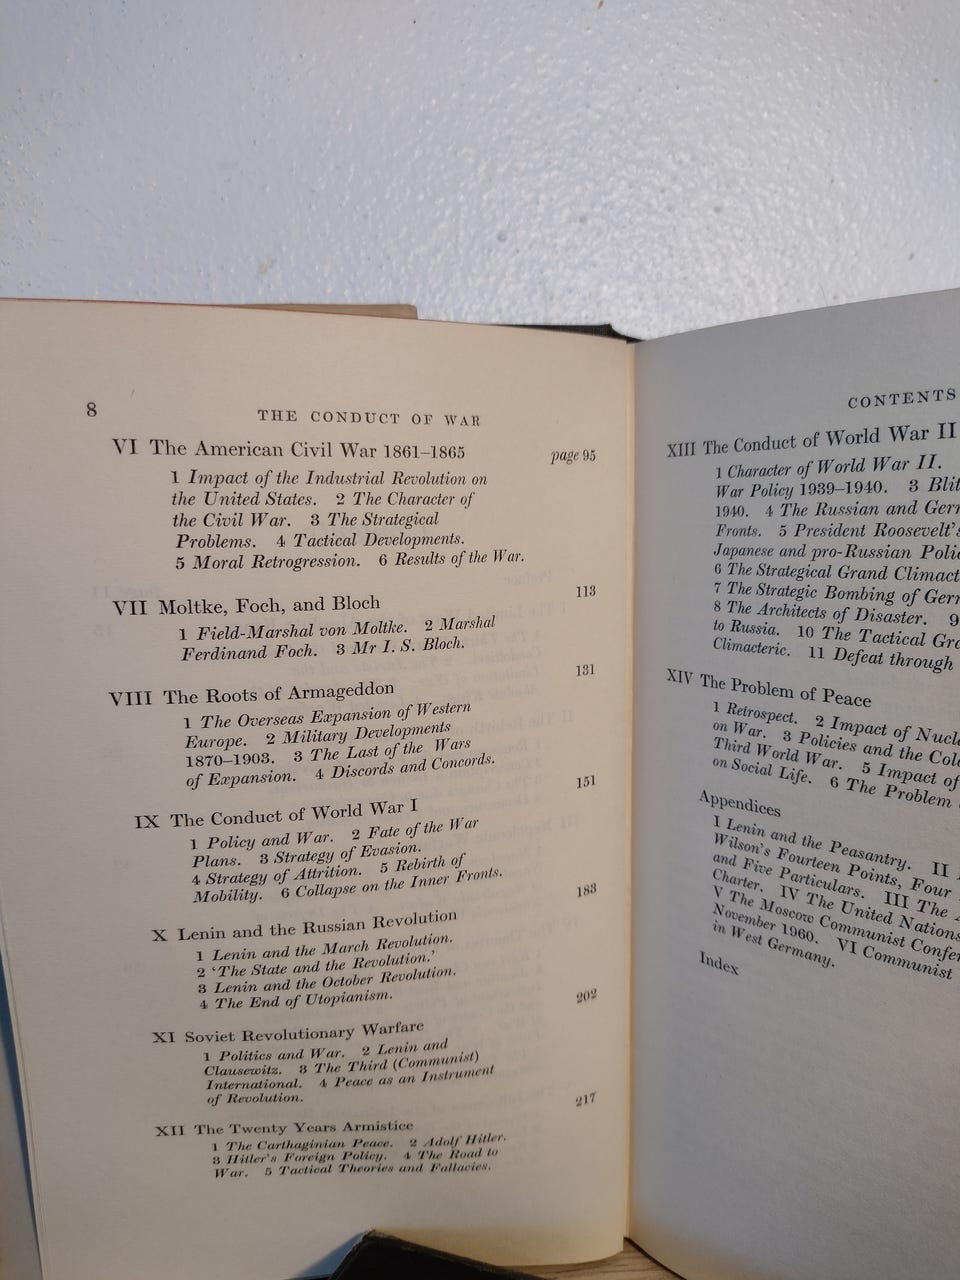 8
THE CONDUCT OF WAR
VI The American Civil War 1861–1865 page 95
1 Impact of the Industrial Revolution on
the United States. 2 The Character of
the Civil War. 3 The Strategical
Problems. 4 Tactical Developments.
5 Moral Retrogression. 6 Results of the War.
VII Moltke, Foch, and Bloch 113
1 Field-Marshal von Moltke. 2 Marshal
Ferdinand Foch. 3 Mr I. S. Bloch.
VIII The Roots of Armageddon 131
1 The Overseas Expansion of Western
Europe. 2 Military Developments
1870–1903. 3 The Last of the Wars
of Expansion. 4 Discords and Concords.
IX The Conduct of World War I 151
1 Policy and War. 2 Fate of the War
Plans. 3 Strategy of Evasion.
4 Strategy of Attrition. 5 Rebirth of
Mobility. 6 Collapse on the Inner Fronts.
X Lenin and the Russian Revolution 183
1 Lenin and the March Revolution.
2 ‘The State and the Revolution.’
3 Lenin and the October Revolution.
4 The End of Utopianism.
XI Soviet Revolutionary Warfare 202
1 Politics and War. 2 Lenin and
Clausewitz. 3 The Third (Communist)
International. 4 Peace as an Instrument
of Revolution.
XII The Twenty Years Armistice 217
1 The Carthaginian Peace. 2 Adolf Hitler.
3 Hitler's Foreign Policy. 4 The Road to
War. 5 Tactical Theories and Fallacies.
CONTENTS
XIII The Conduct of World War II
1 Character of World War II.
War Policy 1939–1940. 3 Blit
1940. 4 The Russian and Ger
Fronts. 5 President Roosevelt's
Japanese and pro-Russian Poli
6 The Strategical Grand Climact
7 The Strategic Bombing of Ger
8 The Architects of Disaster. 9
to Russia. 10 The Tactical Gr
Climacteric. 11 Defeat through
XIV The Problem of Peace
1 Retrospect. 2 Impact of Nucl
on War. 3 Policies and the Col
Third World War. 5 Impact of
on Social Life. 6 The Problem
Appendices
I Lenin and the Peasantry. II
Wilson's Fourteen Points, Four
and Five Particulars. III The
Charter. IV The United Nations
V The Moscow Communist Confe
November 1960. VI Communist
in West Germany.
Index